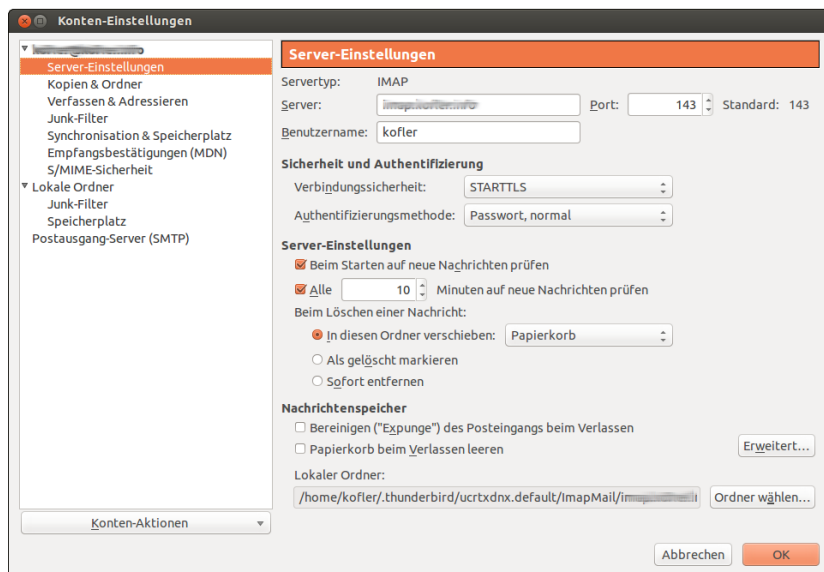 Konten-Einstellungen
Server-Einstellungen
Kopien & Ordner
Verfassen & Adressieren
Junk-Filter
Synchronisation & Speicherplatz
Empfangsbestätigungen (MDN)
S/MIME-Sicherheit
Lokale Ordner
Junk-Filter
Speicherplatz
Postausgang-Server (SMTP)
Konten-Aktionen
Server-Einstellungen
Servertyp: IMAP
Server: Port: 143 Standard: 143
Benutzername: kofler
Sicherheit und Authentifizierung
Verbindungssicherheit: STARTTLS
Authentifizierungsmethode: Passwort, normal
Server-Einstellungen
Beim Starten auf neue Nachrichten prüfen
Alle 10 Minuten auf neue Nachrichten prüfen
Beim Löschen einer Nachricht:
In diesen Ordner verschieben: Papierkorb
Als gelöscht markieren
Sofort entfernen
Nachrichtenspeicher
Bereinigen ("Expunge") des Posteingangs beim Verlassen
Papierkorb beim Verlassen leeren
Erweitert...
Lokaler Ordner:
/home/kofler/.thunderbird/ucrtxdnx.default/ImapMail/ Ordner wählen...
Abbrechen OK